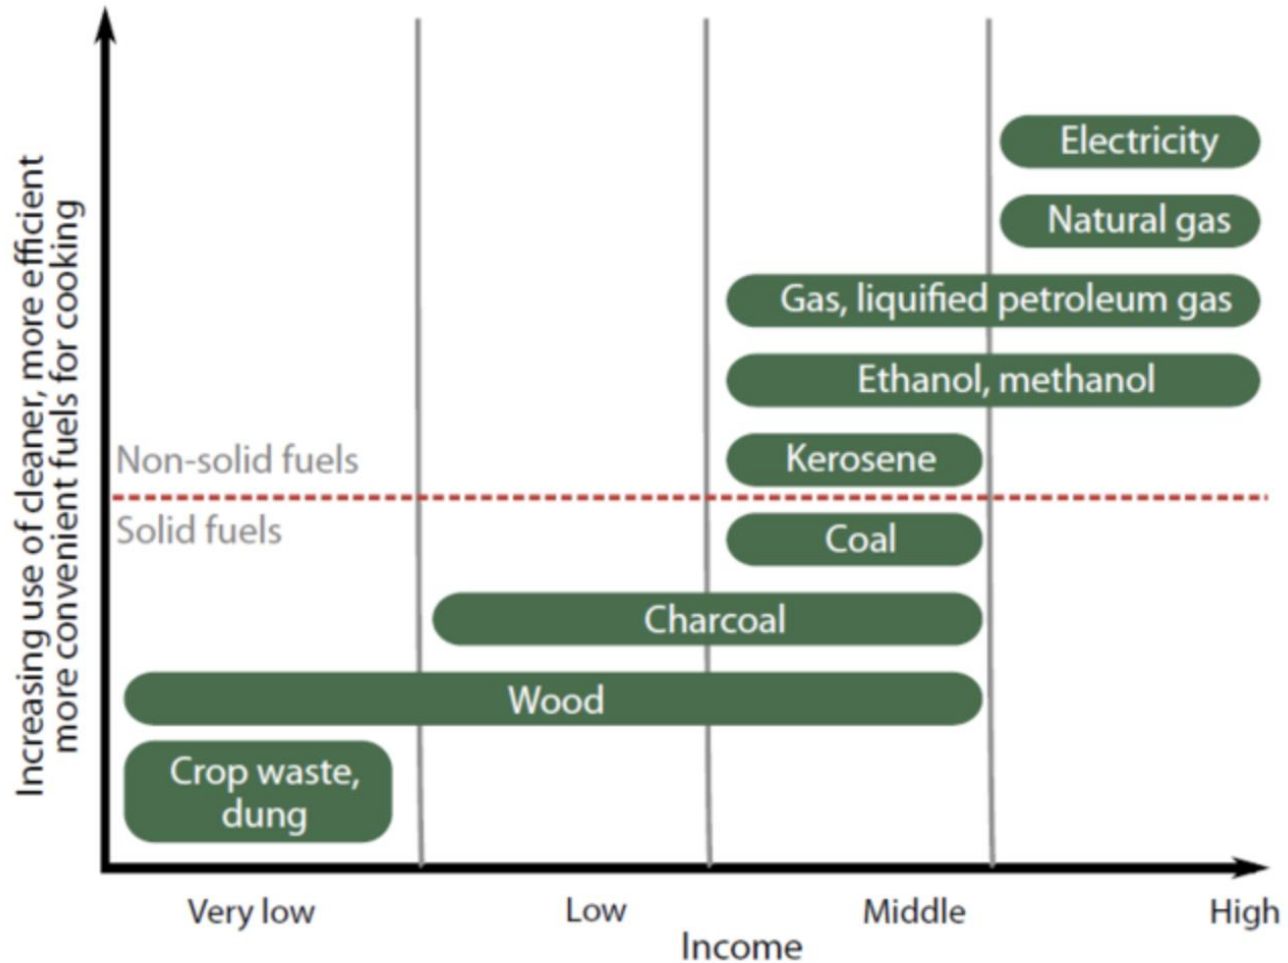 Increasing use of cleaner, more efficient
more convenient fuels for cooking
Electricity
Natural gas
Gas, liquified petroleum gas
Ethanol, methanol
Non-solid fuels
Kerosene
Solid fuels
Coal
Charcoal
Wood
Crop waste,
dung
Very low
Low
Middle
High
Income